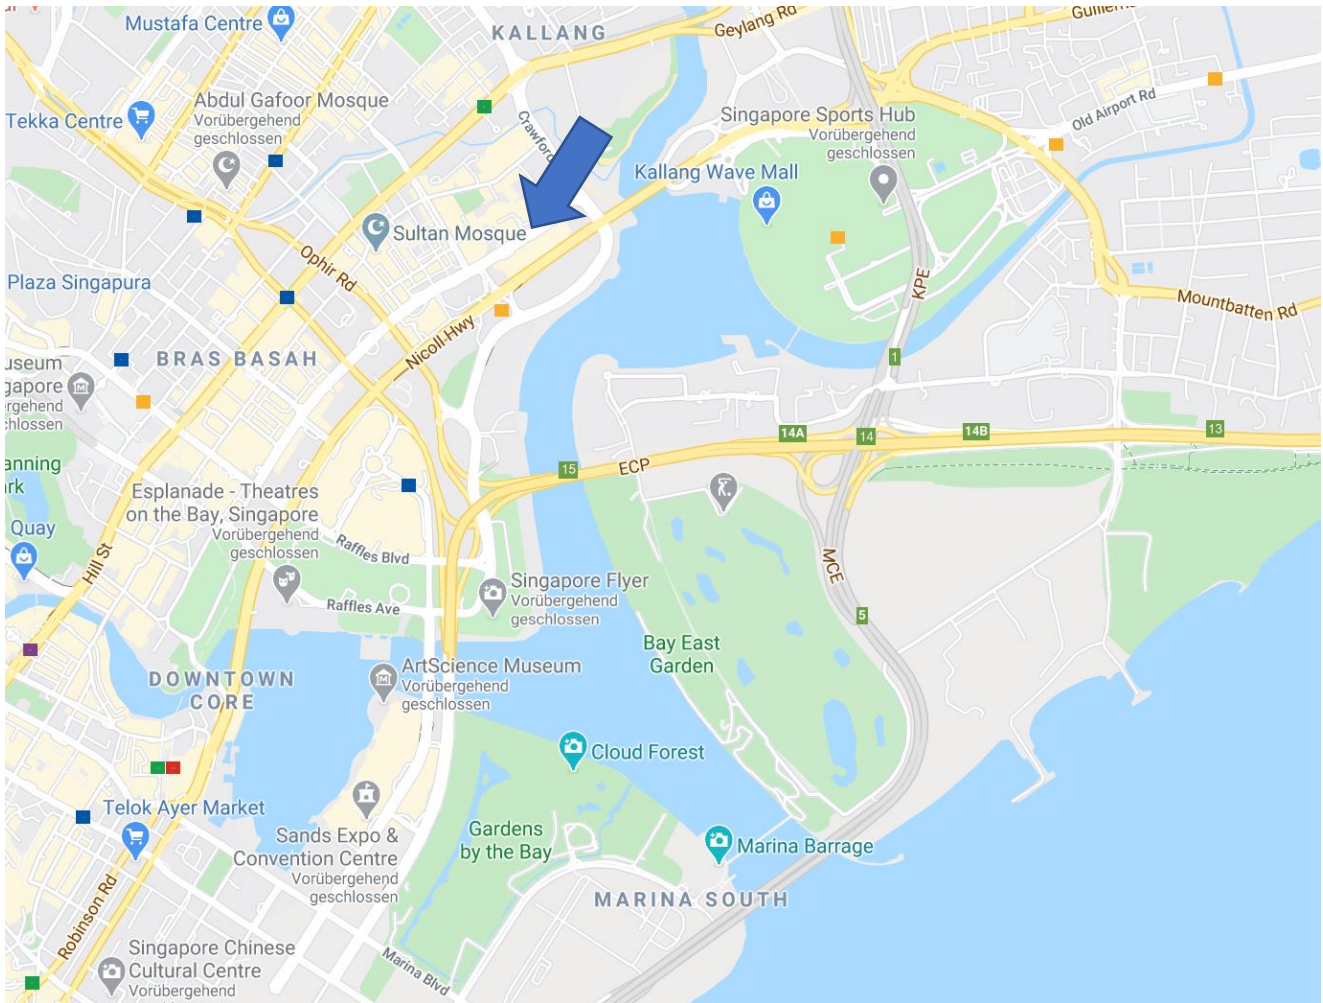 Mustafa Centre
KALLANG
Geylang Rd
Abdul Gafoor Mosque
Vorübergehend
geschlossen
Tekka Centre
Crawford
Singapore Sports Hub
Vorübergehend
geschlossen
Old Airport Rd
Kallang Wave Mall
Sultan Mosque
Ophir Rd
Plaza Singapura
KPE
Mountbatten Rd
BRAS BASAH
Nicoll Hwy
1
14A
14
14B
13
15
ECP
Esplanade - Theatres
on the Bay, Singapore
Vorübergehend
geschlossen
Quay
Hill St
Raffles Blvd
Raffles Ave
Singapore Flyer
Vorübergehend
geschlossen
MCE
5
Bay East
Garden
DOWNTOWN
CORE
ArtScience Museum
Vorübergehend
geschlossen
Cloud Forest
Telok Ayer Market
Sands Expo &
Convention Centre
Vorübergehend
geschlossen
Gardens
by the Bay
Marina Barrage
MARINA SOUTH
Robinson Rd
Marina Blvd
Singapore Chinese
Cultural Centre
Vorübergehend